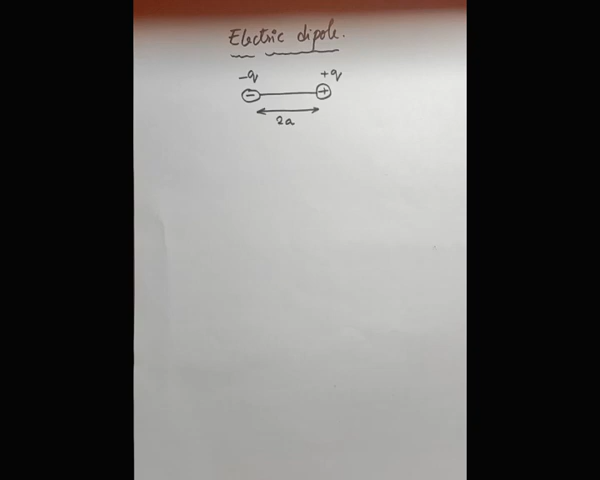 Electric dipole.
-q +q
- +
2a